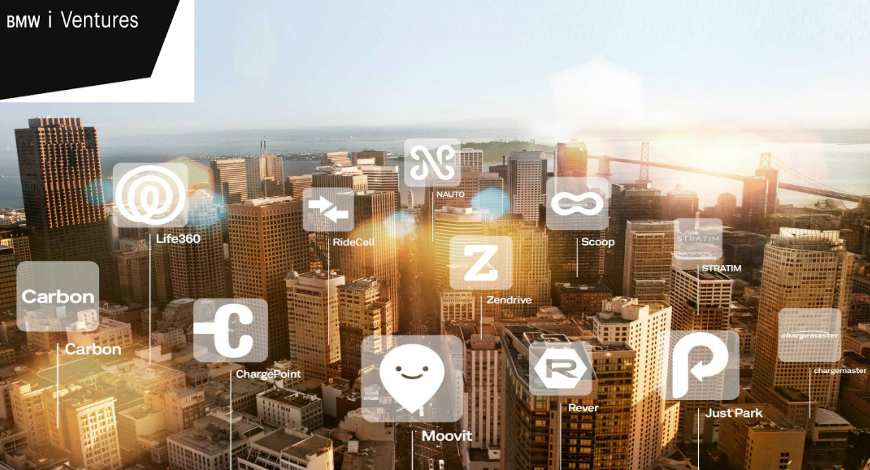 BMW i Ventures
NAUTO
Life360
RideCell
Scoop
STRATIM
STRATIM
Z
Zendrive
Carbon
Carbon
C
ChargePoint
chargemaster
chargemaster
R
Rever
P
Just Park
Moovit